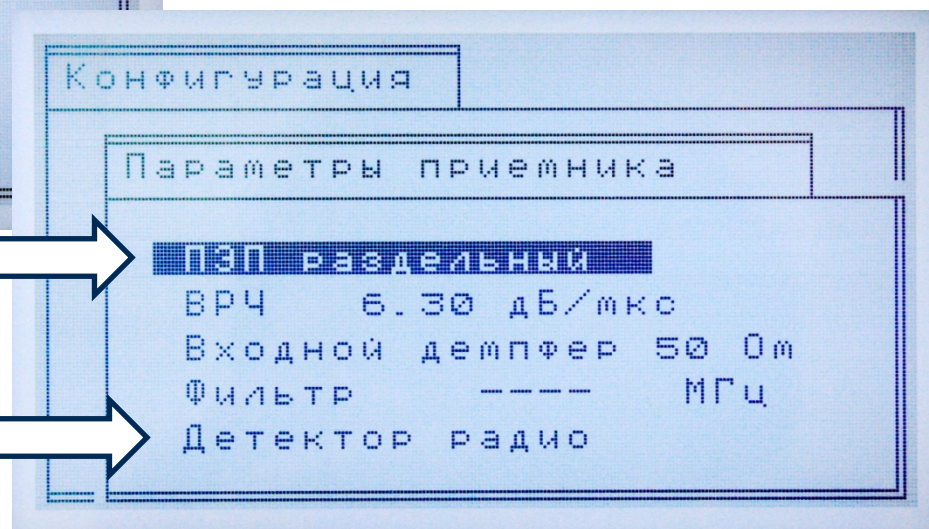 Конфигурация
Параметры приемника
ПЭП раздельный
ВРЧ 6.30 дБ/мкс
Входной демпфер 50 Ом
Фильтр ---- МГц
Детектор радио